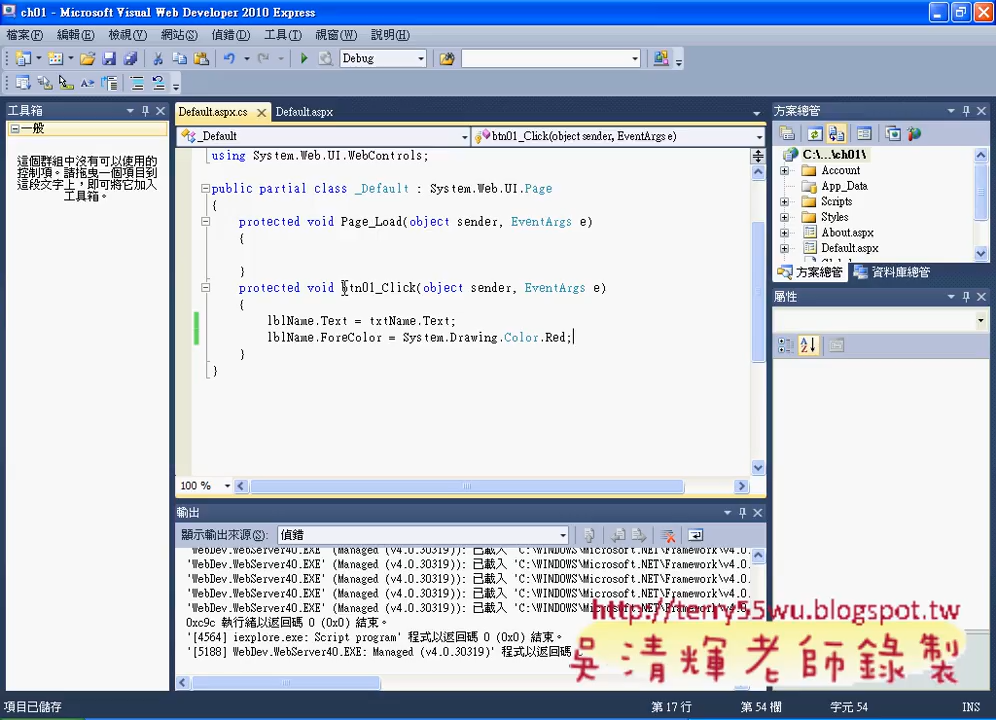 ch01 - Microsoft Visual Web Developer 2010 Express
檔案(F) 編輯(E) 檢視(V) 網站(S) 偵錯(D) 工具(T) 視窗(W) 說明(H)
Debug
工具箱
一般
這個群組中沒有可以使用的
控制項。請拖曳一個項目到
這段文字上，即可將它加入
工具箱。
Default.aspx.cs Default.aspx
_Default btn01_Click(object sender, EventArgs e)
using System.Web.UI.WebControls;
public partial class _Default : System.Web.UI.Page
{
protected void Page_Load(object sender, EventArgs e)
{
}
protected void btn01_Click(object sender, EventArgs e)
{
lblName.Text = txtName.Text;
lblName.ForeColor = System.Drawing.Color.Red;
}
}
100 %
方案總管
C:\...\ch01\
Account
App_Data
Scripts
Styles
About.aspx
Default.aspx
方案總管 資料庫總管
屬性
輸出
顯示輸出來源(S): 偵錯
'WebDev.WebServer40.EXE' (Managed (v4.0.30319)): 已載入 'C:\WINDOWS\Microsoft.NET\Framework\v4.0.
'WebDev.WebServer40.EXE' (Managed (v4.0.30319)): 已載入 'C:\WINDOWS\Microsoft.NET\Framework\v4.0.
'WebDev.WebServer40.EXE' (Managed (v4.0.30319)): 已載入 'C:\WINDOWS\Microsoft.NET\Framework\v4.0.
'WebDev.WebServer40.EXE' (Managed (v4.0.30319)): 已載入 'C:\WINDOWS\Microsoft.NET\Framework\v4.0.
'WebDev.WebServer40.EXE' (Managed (v4.0.30319)): 已載入 'C:\WINDOWS\Microsoft.NET\
0xc9c 執行緒以返回碼 0 (0x0) 結束。
'[4564] iexplore.exe: Script program' 程式以返回碼 0 (0x0) 結束。
'[5188] WebDev.WebServer40.EXE: Managed (v4.0.30319)' 程式以返回碼
http://terry55wu.blogspot.tw
吳清輝老師錄製
項目已儲存 第 17 行 第 54 欄 字元 54 INS